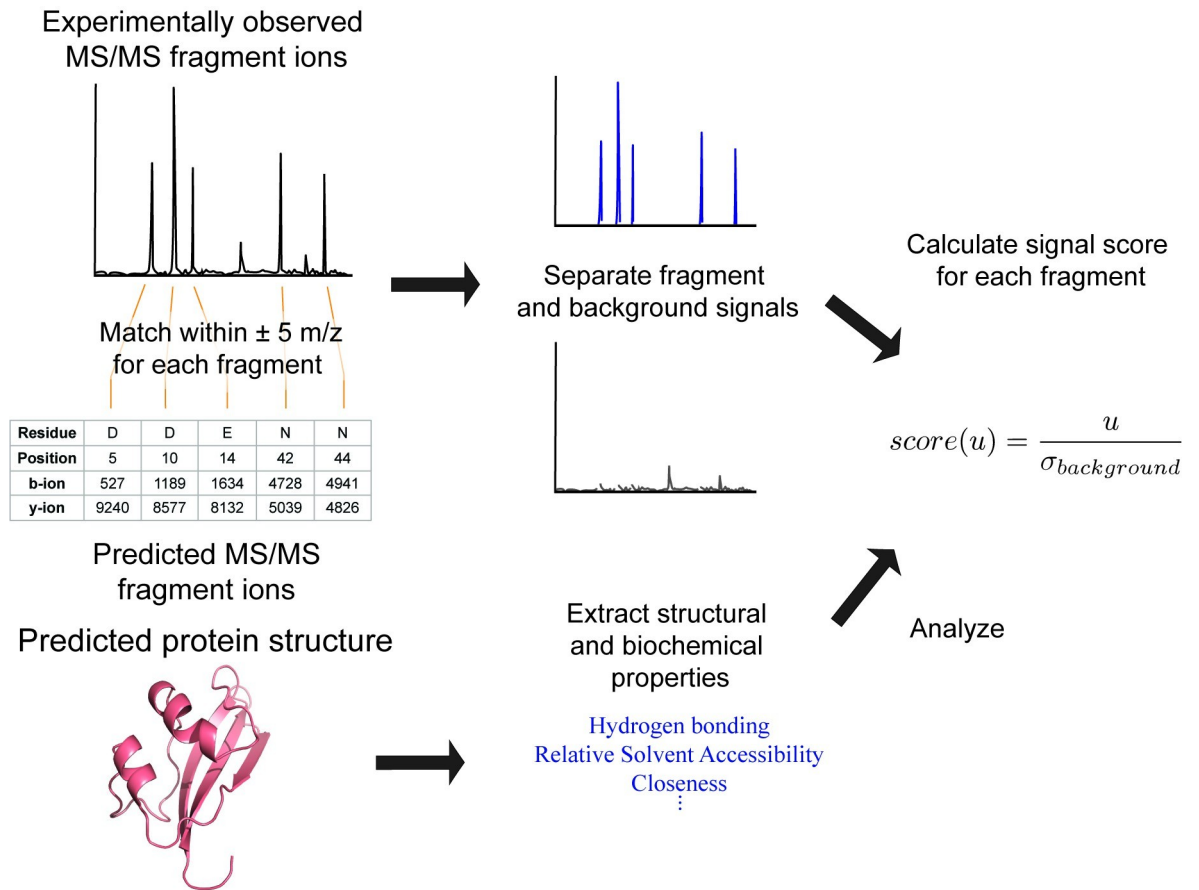 Experimentally observed
MS/MS fragment ions
Match within ± 5 m/z
for each fragment
Residue D D E N N
Position 5 10 14 42 44
b-ion 527 1189 1634 4728 4941
y-ion 9240 8577 8132 5039 4826
Predicted MS/MS
fragment ions
Predicted protein structure
Separate fragment
and background signals
Extract structural
and biochemical
properties
Hydrogen bonding
Relative Solvent Accessibility
Closeness
⋮
Calculate signal score
for each fragment
score(u) = u / σ_background
Analyze